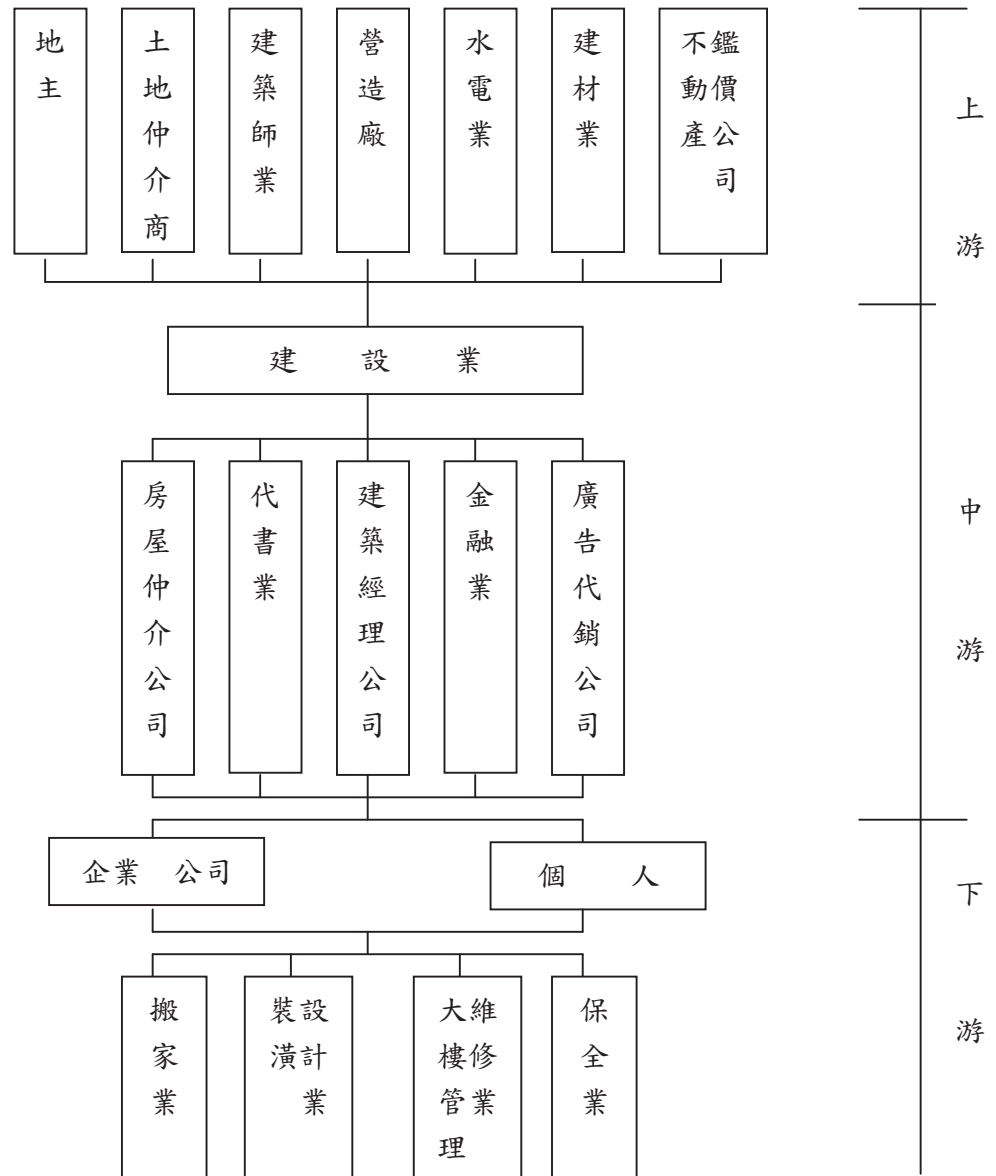 地主
土地仲介商
建築師業
營造廠
水電業
建材業
不動產
鑑價公司
上游
建設業
房屋仲介公司
代書業
建築經理公司
金融業
廣告代銷公司
中游
企業 公司
個人
下游
搬家業
裝潢
設計業
大樓管理
維修業
保全業